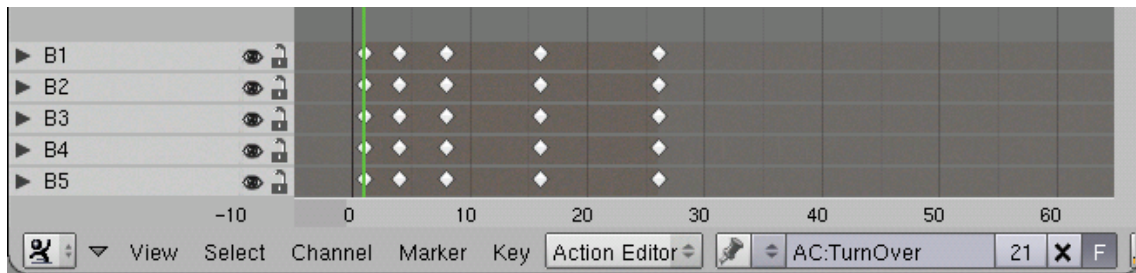 B1
B2
B3
B4
B5
-10 0 10 20 30 40 50 60
View Select Channel Marker Key Action Editor AC:TurnOver 21 F